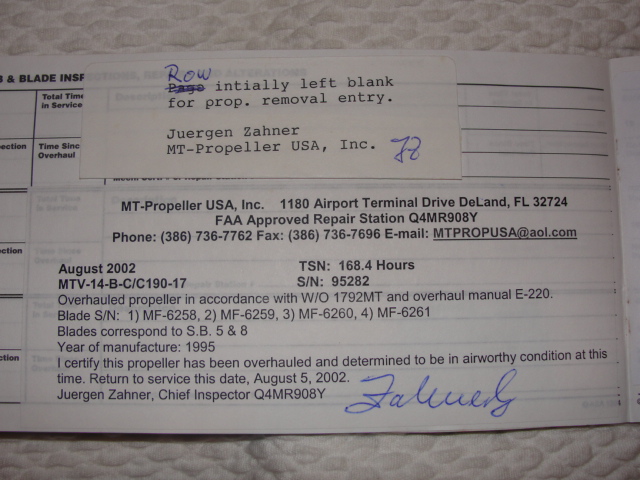 Row
Page intially left blank
for prop. removal entry.
Juergen Zahner
MT-Propeller USA, Inc. JZ
B & BLADE INSP
Total Time
in Service
ection Time Sinc
Overhaul
MT-Propeller USA, Inc. 1180 Airport Terminal Drive DeLand, FL 32724
FAA Approved Repair Station Q4MR908Y
Phone: (386) 736-7762 Fax: (386) 736-7696 E-mail: MTPROPUSA@aol.com
ection
August 2002 TSN: 168.4 Hours
MTV-14-B-C/C190-17 S/N: 95282
Overhauled propeller in accordance with W/O 1792MT and overhaul manual E-220.
Blade S/N: 1) MF-6258, 2) MF-6259, 3) MF-6260, 4) MF-6261
Blades correspond to S.B. 5 & 8
Year of manufacture: 1995
ction
I certify this propeller has been overhauled and determined to be in airworthy condition at this
time. Return to service this date, August 5, 2002.
Juergen Zahner, Chief Inspector Q4MR908Y